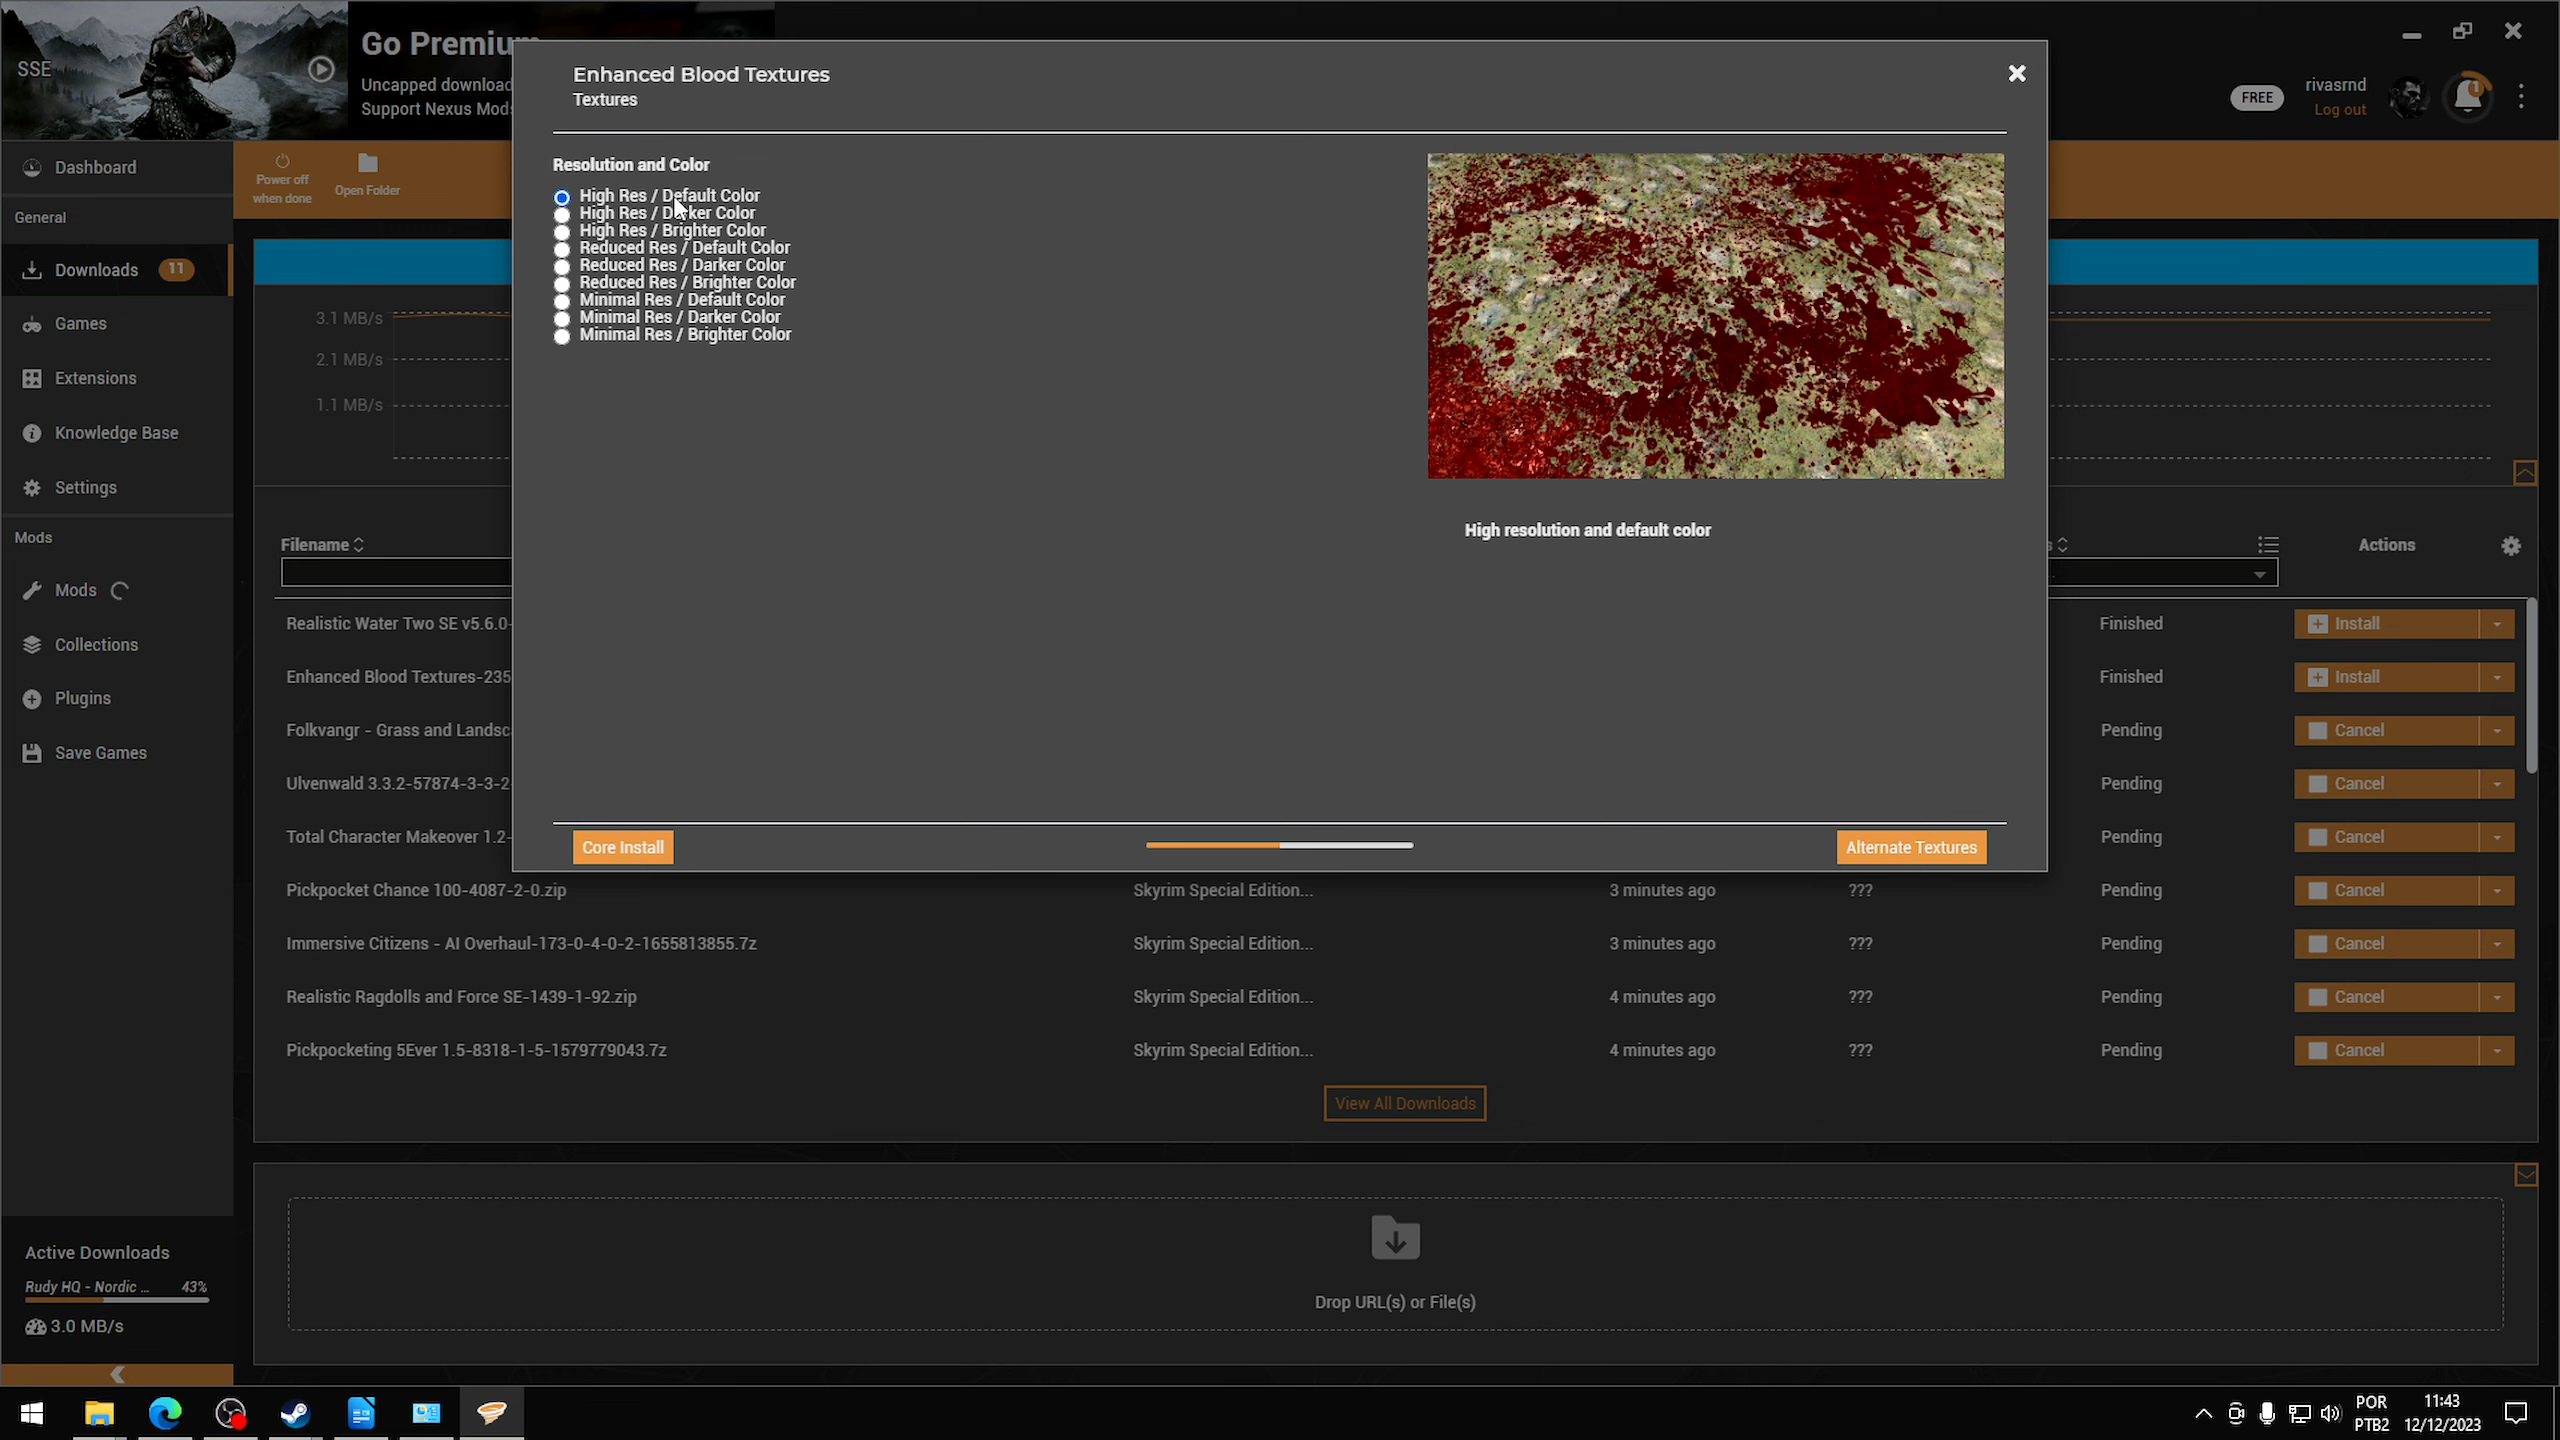 SSE
Go Premium
Uncapped download
Support Nexus Mods
FREE
rivasrnd
Log out
1
Dashboard
General
Downloads 11
Games
Extensions
Knowledge Base
Settings
Mods
Mods
Collections
Plugins
Save Games
Power off
when done
Open Folder
3.1 MB/s
2.1 MB/s
1.1 MB/s
Enhanced Blood Textures
Textures
Resolution and Color
High Res / Default Color
High Res / Darker Color
High Res / Brighter Color
Reduced Res / Default Color
Reduced Res / Darker Color
Reduced Res / Brighter Color
Minimal Res / Default Color
Minimal Res / Darker Color
Minimal Res / Brighter Color
High resolution and default color
Core Install
Alternate Textures
Filename
s
Actions
Realistic Water Two SE v5.6.0- Finished Install
Enhanced Blood Textures-235 Finished Install
Folkvangr - Grass and Landsc Pending Cancel
Ulvenwald 3.3.2-57874-3-3-2 Pending Cancel
Total Character Makeover 1.2- Pending Cancel
Pickpocket Chance 100-4087-2-0.zip Skyrim Special Edition... 3 minutes ago ??? Pending Cancel
Immersive Citizens - AI Overhaul-173-0-4-0-2-1655813855.7z Skyrim Special Edition... 3 minutes ago ??? Pending Cancel
Realistic Ragdolls and Force SE-1439-1-92.zip Skyrim Special Edition... 4 minutes ago ??? Pending Cancel
Pickpocketing 5Ever 1.5-8318-1-5-1579779043.7z Skyrim Special Edition... 4 minutes ago ??? Pending Cancel
View All Downloads
Drop URL(s) or File(s)
Active Downloads
Rudy HQ - Nordic ... 43%
3.0 MB/s
POR
PTB2
11:43
12/12/2023